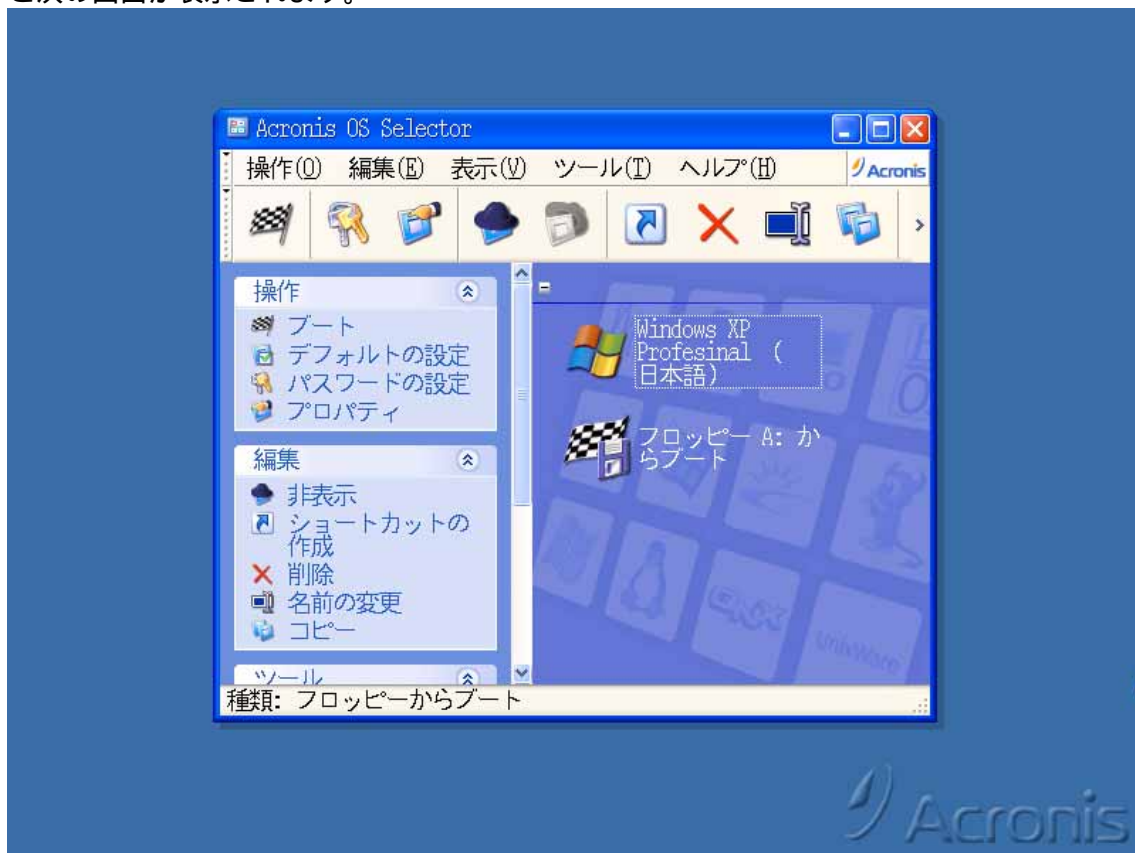 と次の画面が表示されます。
Acronis OS Selector
操作(O) 編集(E) 表示(V) ツール(T) ヘルプ(H)
Acronis
操作
ブート
デフォルトの設定
パスワードの設定
プロパティ
編集
非表示
ショートカットの
作成
削除
名前の変更
コピー
ツール
Windows XP
Profesinal (
日本語)
フロッピー A: か
らブート
QNX
UnixWare
種類: フロッピーからブート
Acronis